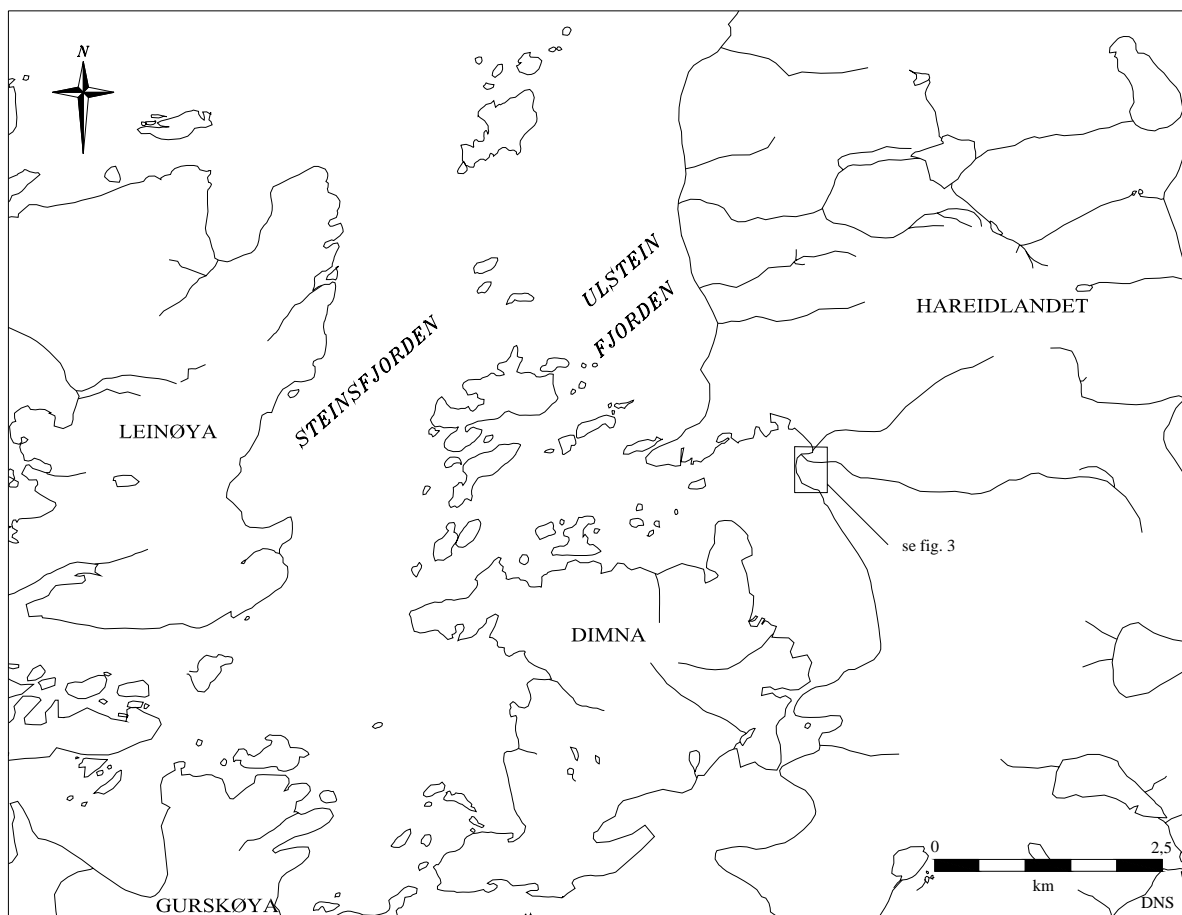 N
ULSTEIN
FJORDEN
HAREIDLANDET
STEINSFJORDEN
LEINØYA
se fig. 3
DIMNA
0 2,5
km
DNS
GURSKØYA